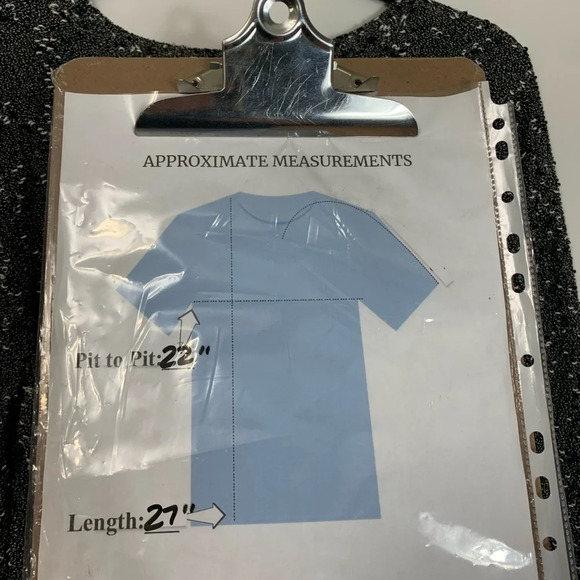 APPROXIMATE MEASUREMENTS
Pit to Pit: 22"
Length: 27"